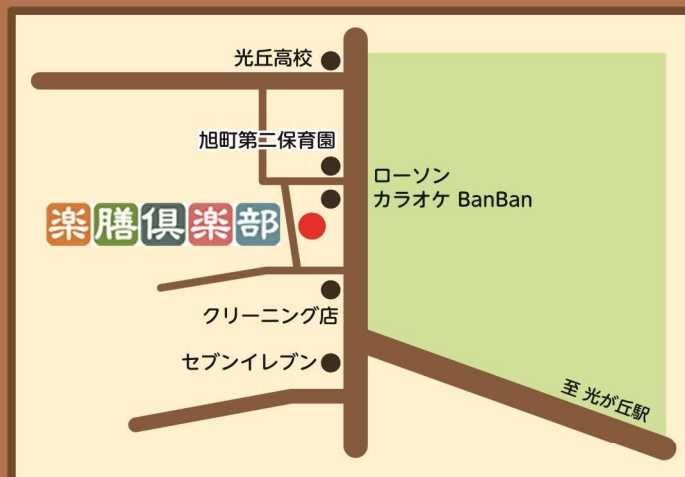 光丘高校
旭町第二保育園
ローソン
カラオケ BanBan
楽膳倶楽部
クリーニング店
セブンイレブン
至 光が丘駅